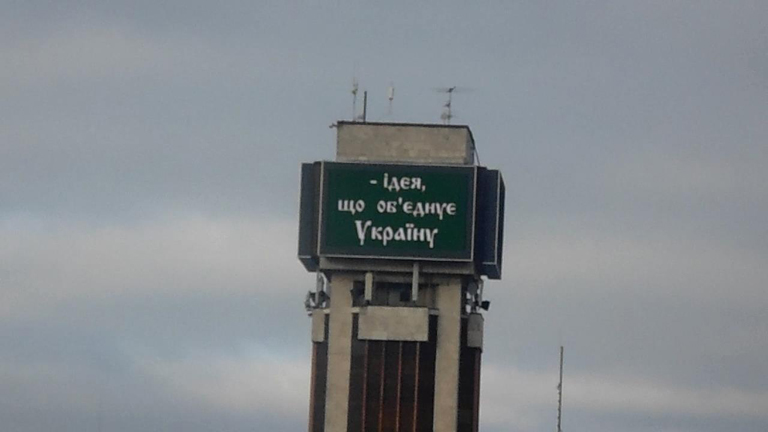 - ідея,
що об'єднує
Україну